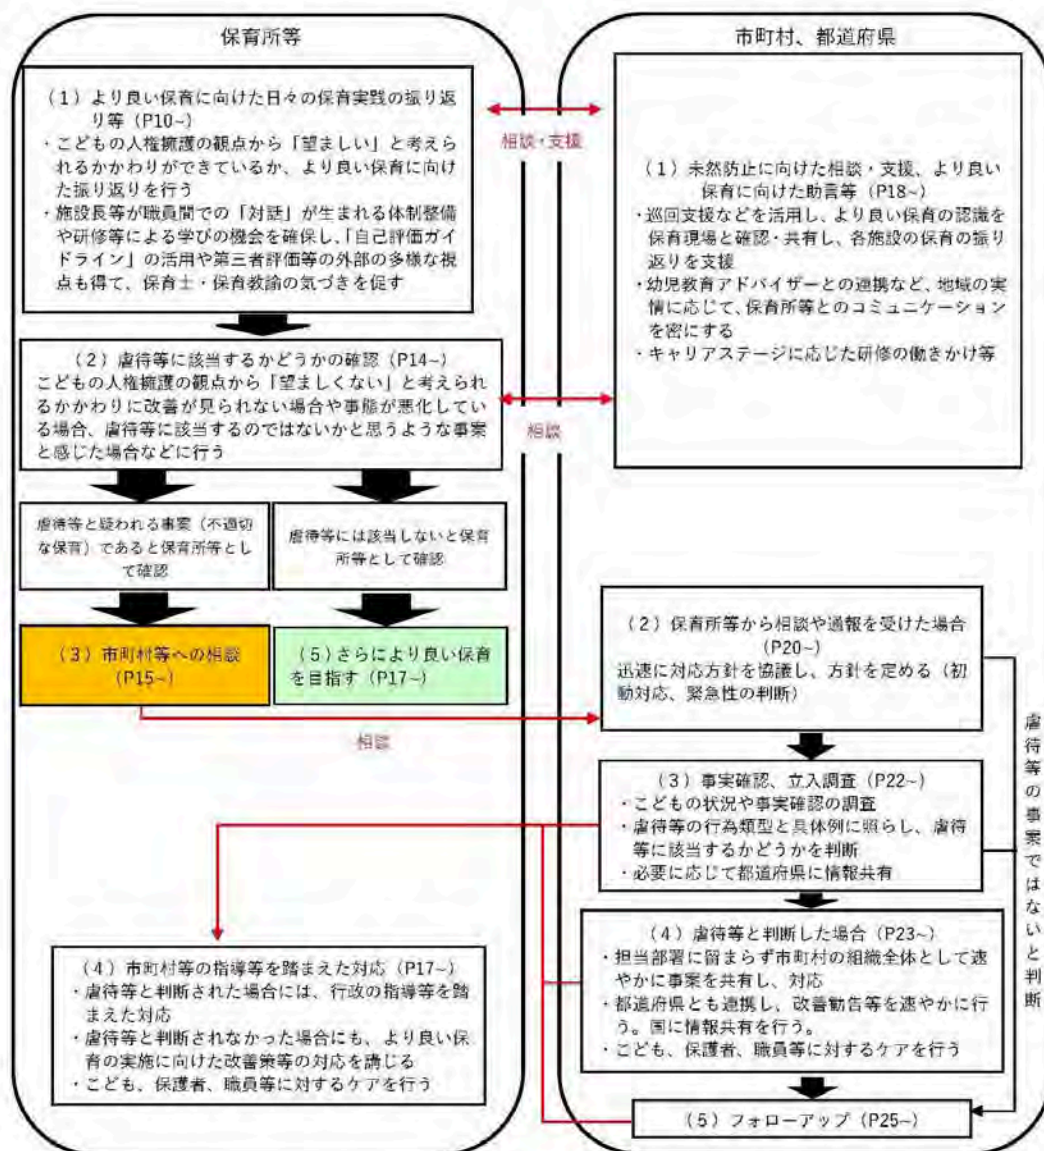 保育所等
（1）より良い保育に向けた日々の保育実践の振り返
り等（P10~）
・こどもの人権擁護の観点から「望ましい」と考えら
れるかかわりができているか、より良い保育に向け
た振り返りを行う
・施設長等が職員間での「対話」が生まれる体制整備
や研修等による学びの機会を確保し、「自己評価ガイ
ドライン」の活用や第三者評価等の外部の多様な視
点も得て、保育士・保育教諭の気づきを促す
（2）虐待等に該当するかどうかの確認（P14~）
こどもの人権擁護の観点から「望ましくない」と考えられ
るかかわりに改善が見られない場合や事態が悪化してい
る場合、虐待等に該当するのではないかと思うような事案
と感じた場合などに行う
虐待等と疑われる事案（不適切
な保育）であると保育所等とし
て確認
虐待等には該当しないと保育
所等として確認
（3）市町村等への相談
（P15~）
（5）さらにより良い保育
を目指す（P17~）
（4）市町村等の指導等を踏まえた対応（P17~）
・虐待等と判断された場合には、行政の指導等を踏
まえた対応
・虐待等と判断されなかった場合にも、より良い保
育の実施に向けた改善策等の対応を講じる
・こども、保護者、職員等に対するケアを行う
相談・支援
相談
相談
市町村、都道府県
（1）未然防止に向けた相談・支援、より良い
保育に向けた助言等（P18~）
・巡回支援などを活用し、より良い保育の認識を
保育現場と確認・共有し、各施設の保育の振り
返りを支援
・幼児教育アドバイザーとの連携など、地域の実
情に応じて、保育所等とのコミュニケーション
を密にする
・キャリアステージに応じた研修の働きかけ等
（2）保育所等から相談や通報を受けた場合
（P20~）
迅速に対応方針を協議し、方針を定める（初
動対応、緊急性の判断）
（3）事実確認、立入調査（P22~）
・こどもの状況や事実確認の調査
・虐待等の行為類型と具体例に照らし、虐待
等に該当するかどうかを判断
・必要に応じて都道府県に情報共有
（4）虐待等と判断した場合（P23~）
・担当部署に留まらず市町村の組織全体として速
やかに事案を共有し、対応
・都道府県とも連携し、改善勧告等を速やかに行
う。国に情報共有を行う。
・こども、保護者、職員等に対するケアを行う
（5）フォローアップ（P25~）
虐待等の事案ではないと判断